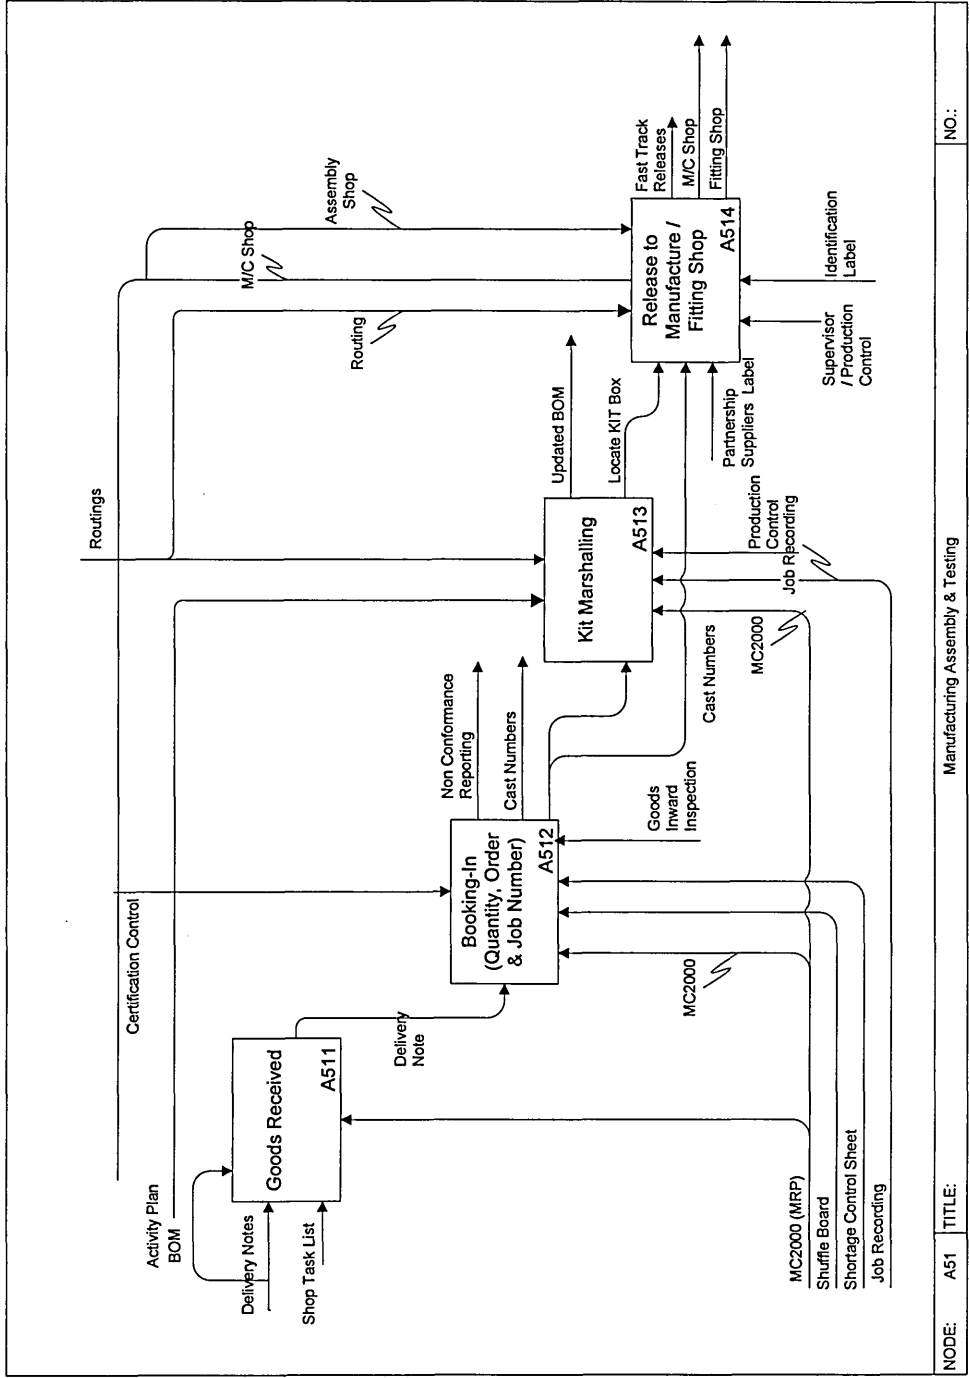 Routings
Assembly
Shop
M/C Shop
Routing
Certification Control
Activity Plan
BOM
Delivery Notes
Shop Task List
Goods Received
A511
Delivery
Note
Booking-In
(Quantity, Order
& Job Number)
A512
Non Conformance
Reporting
Cast Numbers
Goods
Inward
Inspection
MC2000
Kit Marshalling
A513
Updated BOM
Locate KIT Box
Cast Numbers
MC2000
Production
Control
Job Recording
Release to
Manufacture /
Fitting Shop
A514
Fast Track
Releases
M/C Shop
Fitting Shop
Partnership
Suppliers Label
Supervisor
/ Production
Control
Identification
Label
MC2000 (MRP)
Shuffle Board
Shortage Control Sheet
Job Recording
NODE: A51
TITLE: Manufacturing Assembly & Testing
NO.: